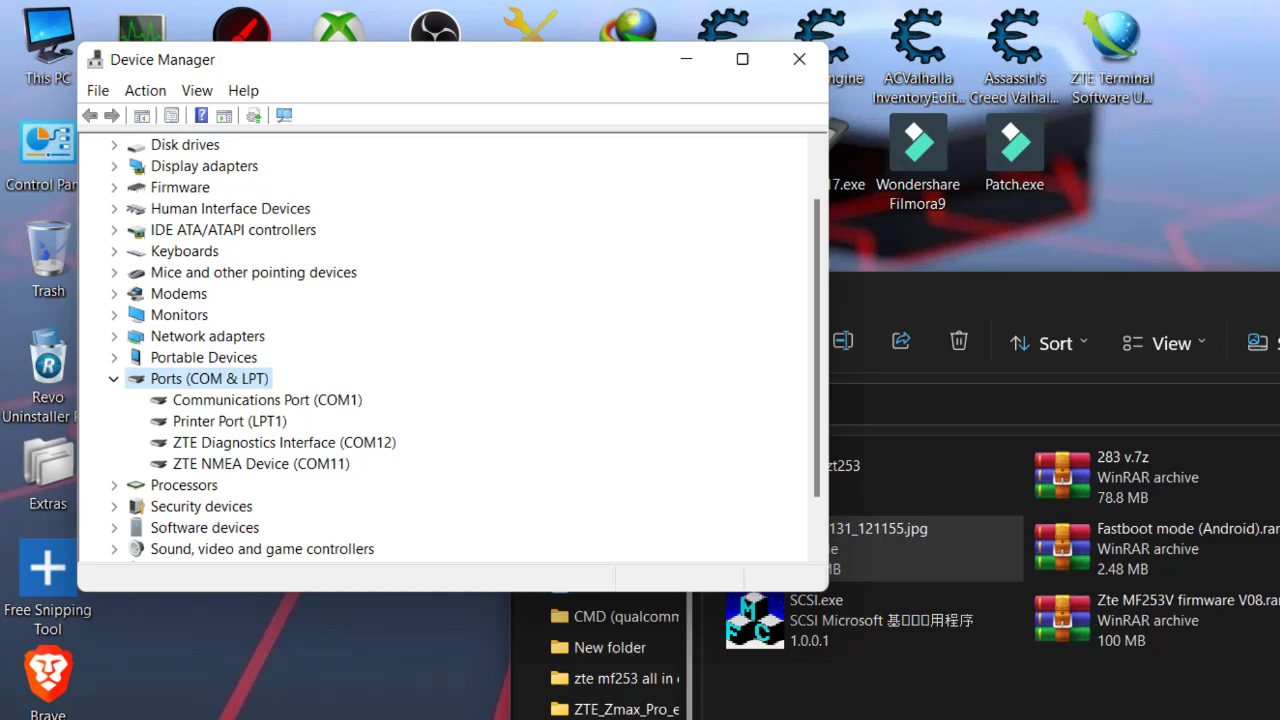 This PC
Control Pan
Trash
Revo
Uninstaller
Extras
Free Snipping
Tool
Brave
Device Manager
File
Action
View
Help
Disk drives
Display adapters
Firmware
Human Interface Devices
IDE ATA/ATAPI controllers
Keyboards
Mice and other pointing devices
Modems
Monitors
Network adapters
Portable Devices
Ports (COM & LPT)
Communications Port (COM1)
Printer Port (LPT1)
ZTE Diagnostics Interface (COM12)
ZTE NMEA Device (COM11)
Processors
Security devices
Software devices
Sound, video and game controllers
ngine
ACValhalla
InventoryEdit...
Assassin's
Creed Valhal...
ZTE Terminal
Software U...
17.exe
Wondershare
Filmora9
Patch.exe
Sort
View
zt253
131_121155.jpg
SCSI.exe
SCSI Microsoft 基
用程序
1.0.0.1
283 v.7z
WinRAR archive
78.8 MB
Fastboot mode (Android).rar
WinRAR archive
2.48 MB
Zte MF253V firmware V08.rar
WinRAR archive
100 MB
CMD (qualcomm
New folder
zte mf253 all in
ZTE_Zmax_Pro_e